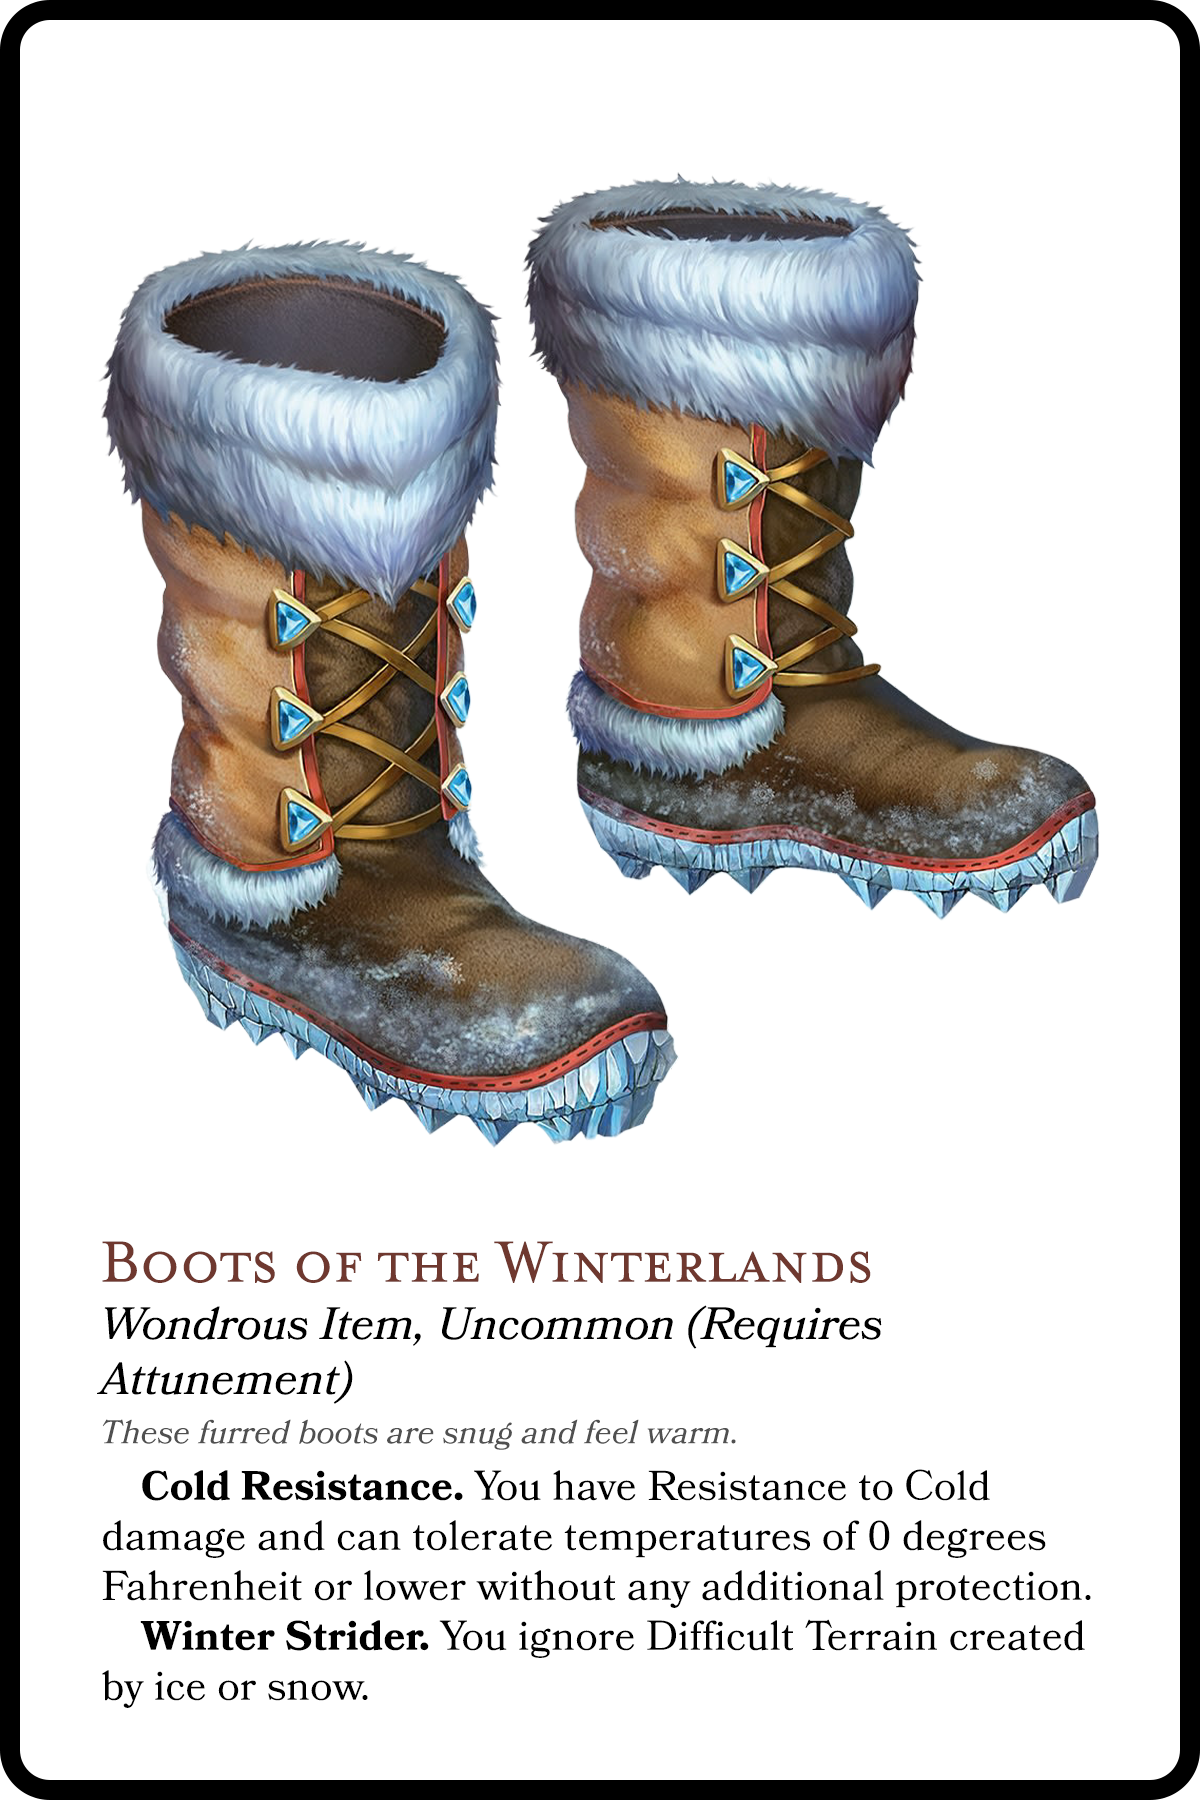 Boots of the Winterlands
Wondrous Item, Uncommon (Requires
Attunement)
These furred boots are snug and feel warm.
Cold Resistance. You have Resistance to Cold
damage and can tolerate temperatures of 0 degrees
Fahrenheit or lower without any additional protection.
Winter Strider. You ignore Difficult Terrain created
by ice or snow.